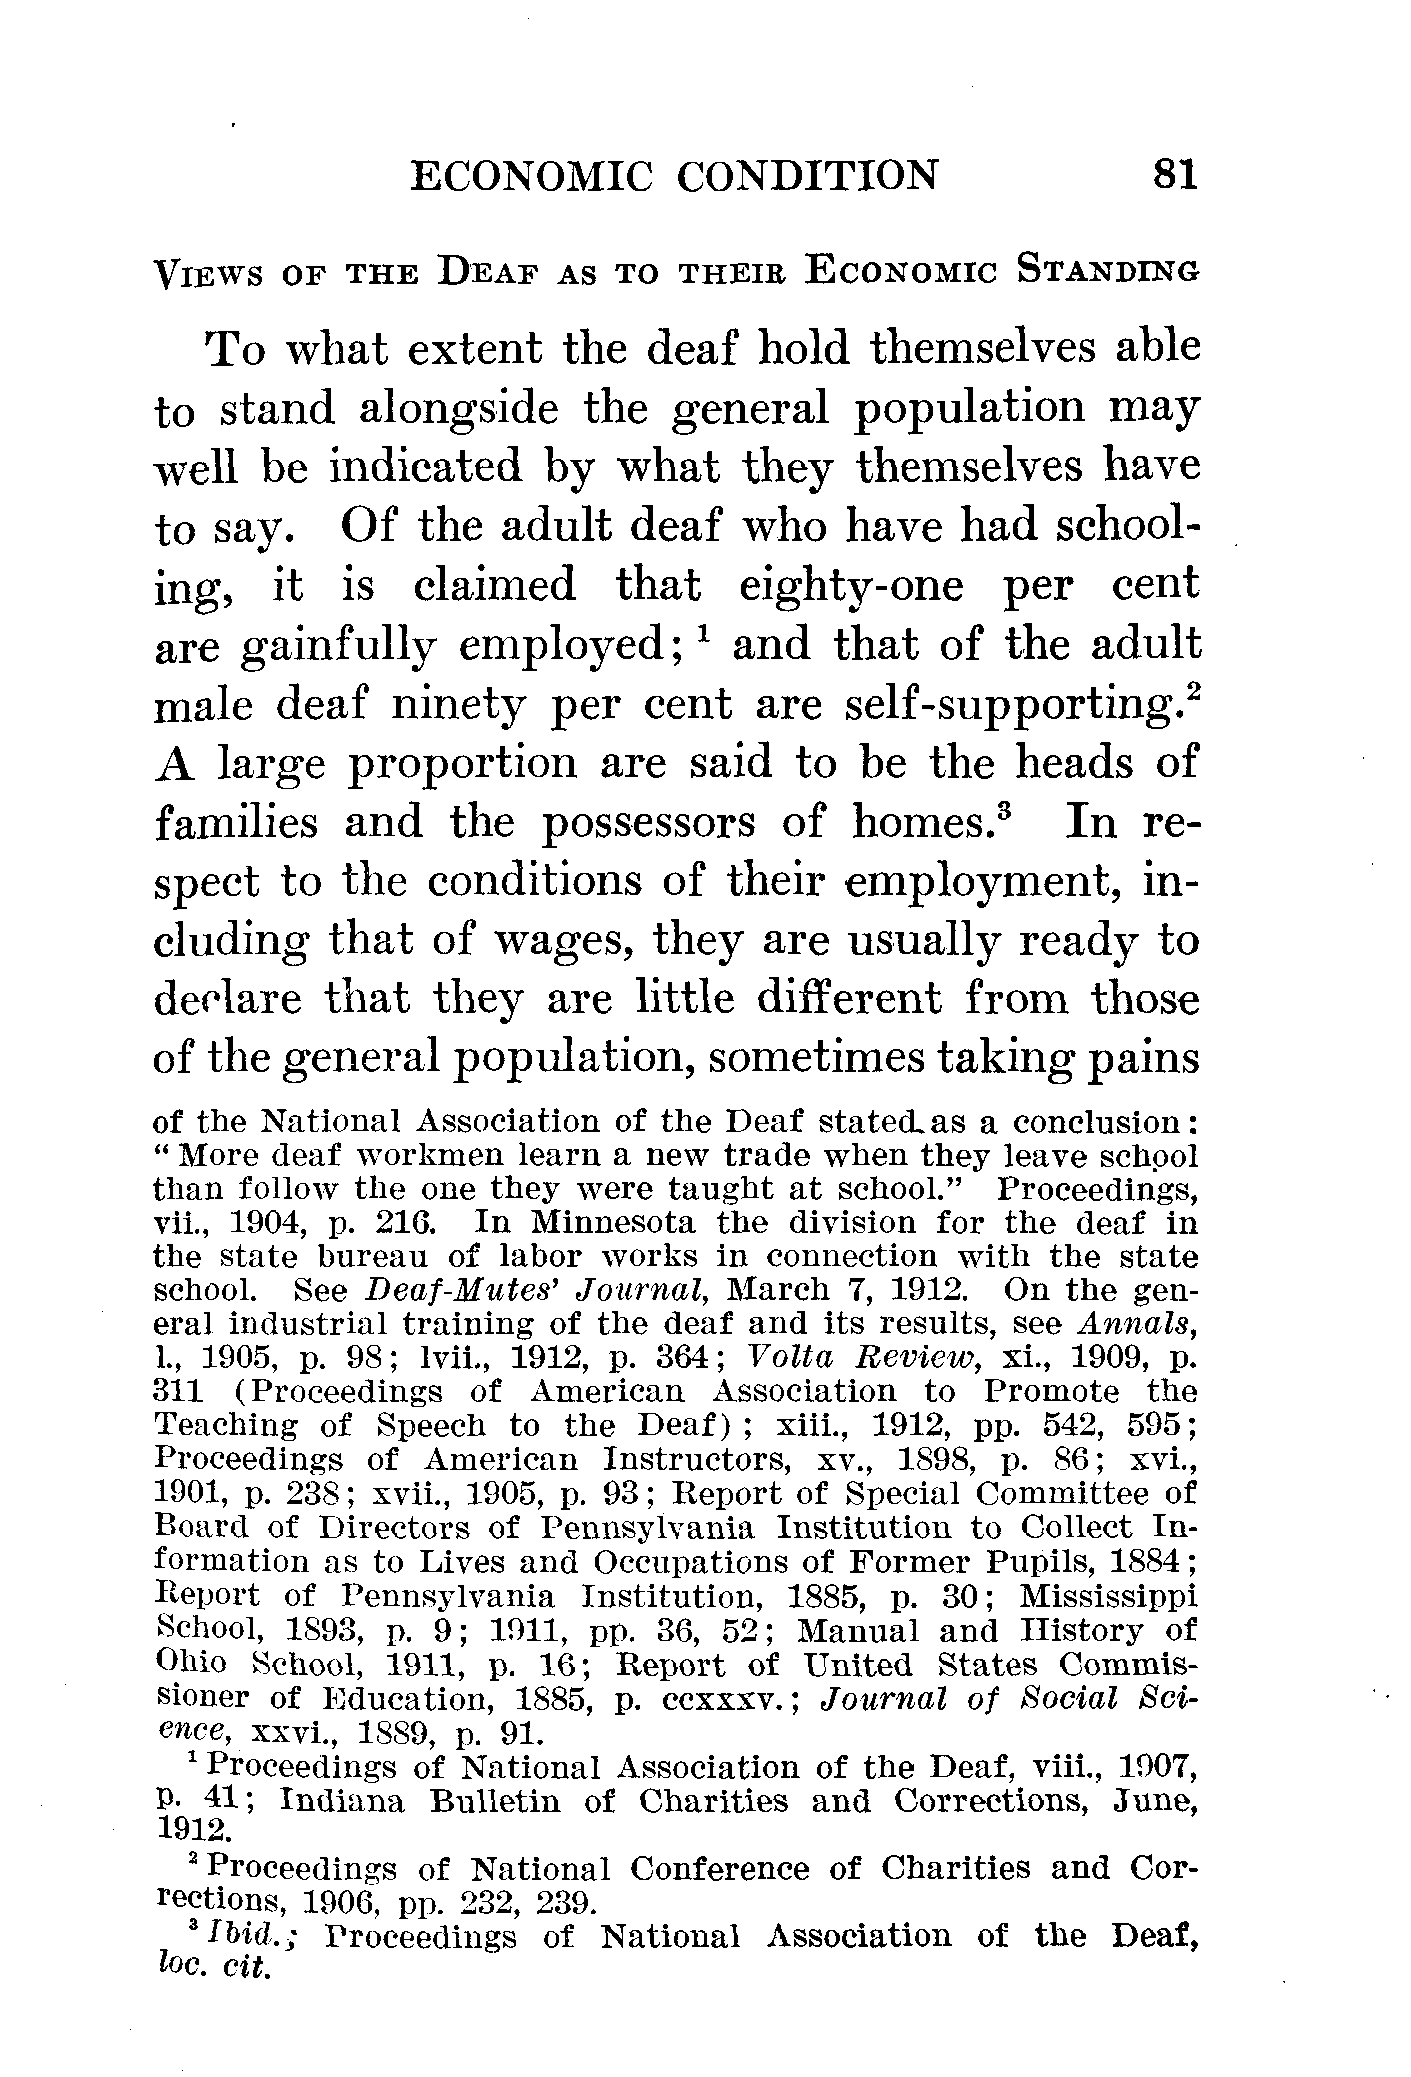 ECONOMIC CONDITION 81
VIEWS OF THE DEAF AS TO THEIR ECONOMIC STANDING
To what extent the deaf hold themselves able
to stand alongside the general population may
well be indicated by what they themselves have
to say. Of the adult deaf who have had school-
ing, it is claimed that eighty-one per cent
are gainfully employed; ¹ and that of the adult
male deaf ninety per cent are self-supporting.²
A large proportion are said to be the heads of
families and the possessors of homes.³ In re-
spect to the conditions of their employment, in-
cluding that of wages, they are usually ready to
declare that they are little different from those
of the general population, sometimes taking pains
of the National Association of the Deaf stated as a conclusion:
“More deaf workmen learn a new trade when they leave school
than follow the one they were taught at school.” Proceedings,
vii., 1904, p. 216. In Minnesota the division for the deaf in
the state bureau of labor works in connection with the state
school. See Deaf-Mutes’ Journal, March 7, 1912. On the gen-
eral industrial training of the deaf and its results, see Annals,
l., 1905, p. 98; lvii., 1912, p. 364; Volta Review, xi., 1909, p.
311 (Proceedings of American Association to Promote the
Teaching of Speech to the Deaf); xiii., 1912, pp. 542, 595;
Proceedings of American Instructors, xv., 1898, p. 86; xvi.,
1901, p. 238; xvii., 1905, p. 93; Report of Special Committee of
Board of Directors of Pennsylvania Institution to Collect In-
formation as to Lives and Occupations of Former Pupils, 1884;
Report of Pennsylvania Institution, 1885, p. 30; Mississippi
School, 1893, p. 9; 1911, pp. 36, 52; Manual and History of
Ohio School, 1911, p. 16; Report of United States Commis-
sioner of Education, 1885, p. ccxxxv.; Journal of Social Sci-
ence, xxvi., 1889, p. 91.
¹ Proceedings of National Association of the Deaf, viii., 1907,
p. 41; Indiana Bulletin of Charities and Corrections, June,
1912.
² Proceedings of National Conference of Charities and Cor-
rections, 1906, pp. 232, 239.
³ Ibid.; Proceedings of National Association of the Deaf,
loc. cit.